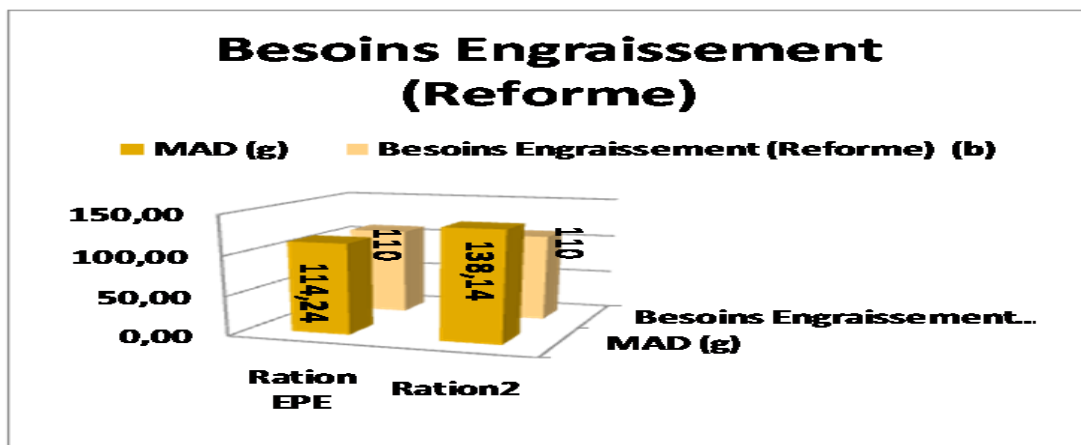 Besoins Engraissement
(Reforme)
MAD (g)
Besoins Engraissement (Reforme) (b)
150,00
100,00
50,00
0,00
114,24
110
138,14
110
Besoins Engraissement...
MAD (g)
Ration
EPE
Ration2